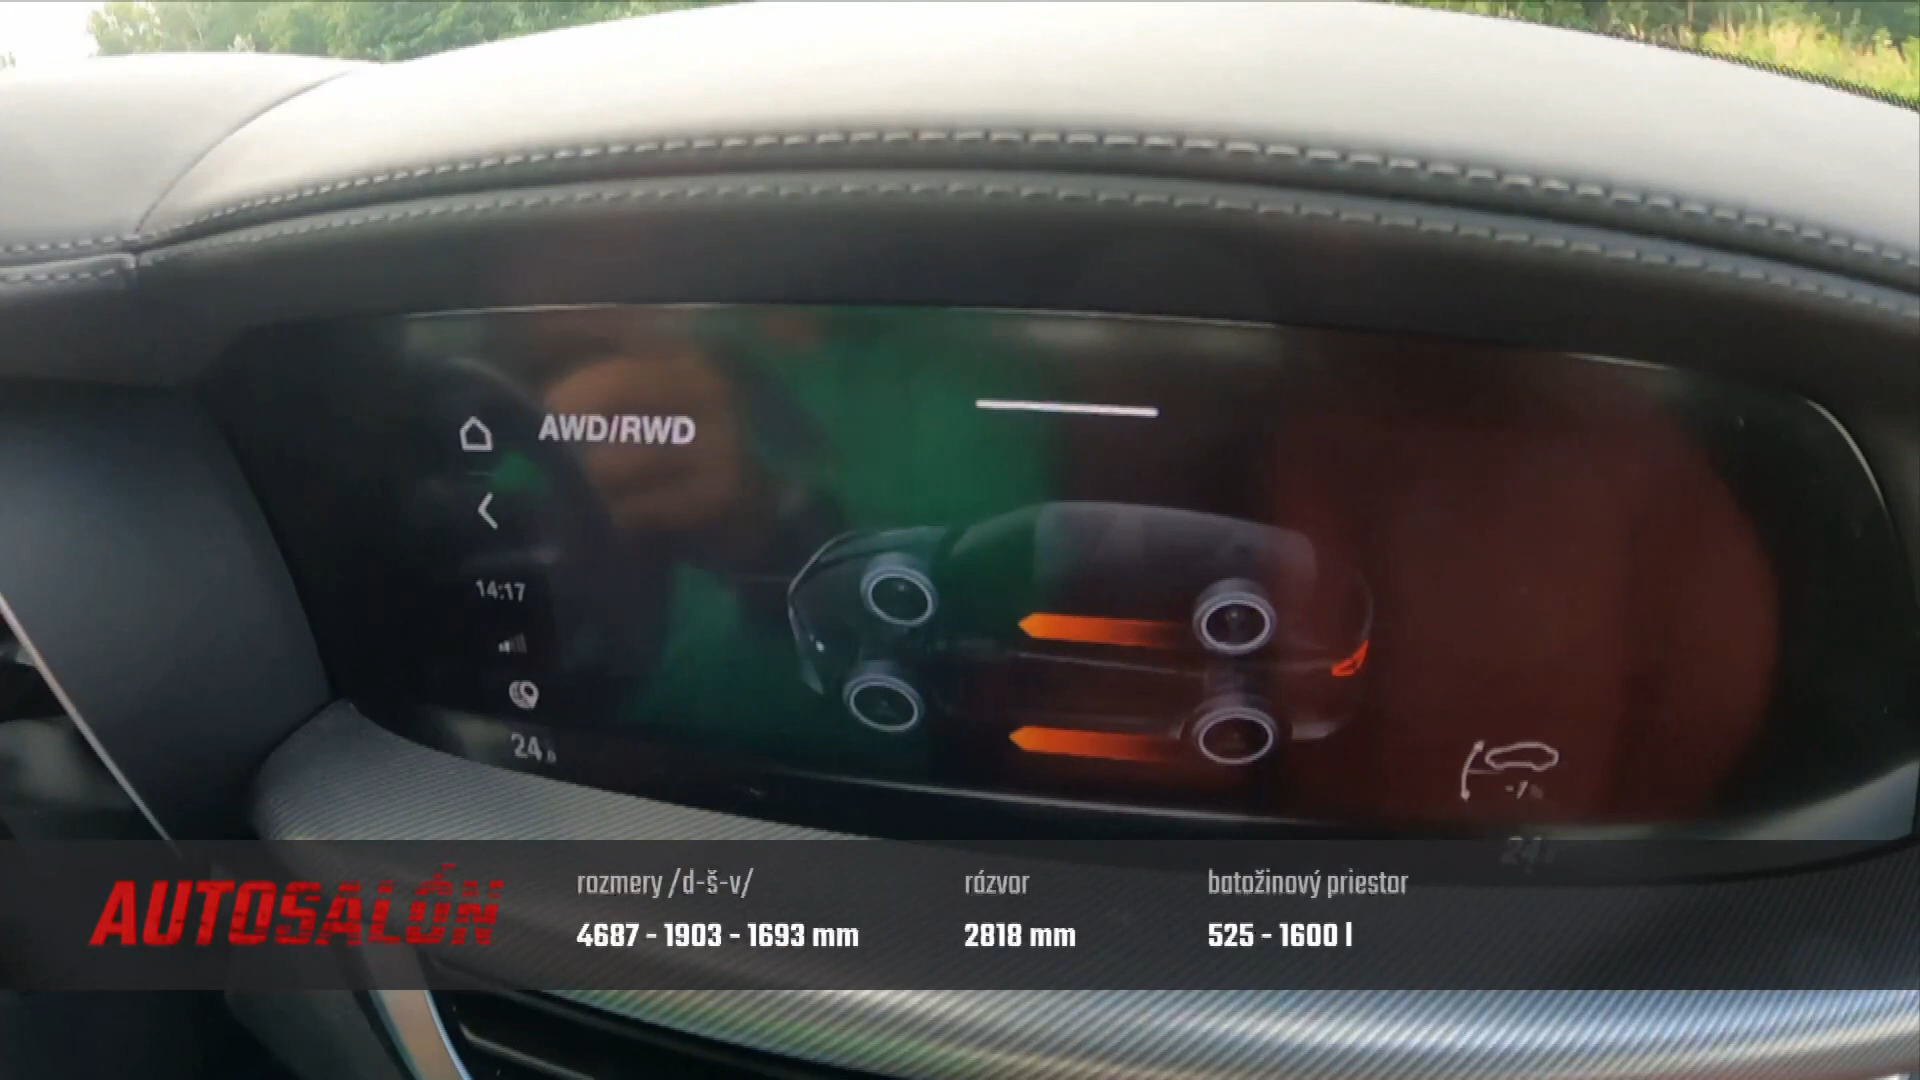 AWD/RWD
14:17
24
AUTOSALÓN
rozmery /d-š-v/
4687 - 1903 - 1693 mm
rázvor
2818 mm
batožinový priestor
525 - 1600 l